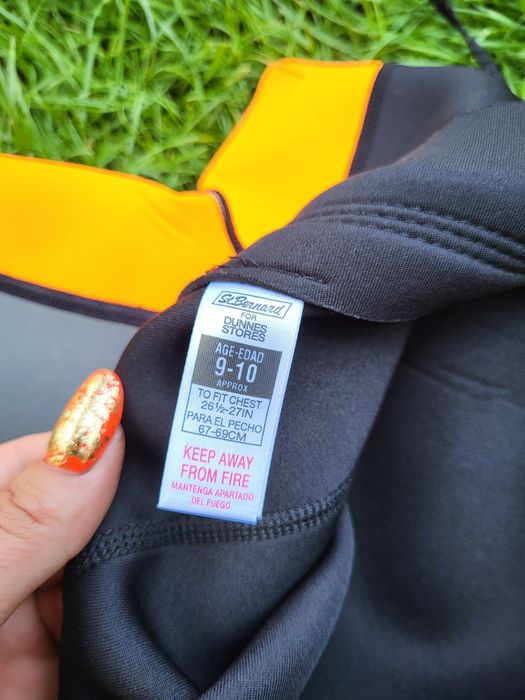 St.Bernard
FOR
DUNNES
STORES
AGE-EDAD
9-10
APPROX
TO FIT CHEST
26½-27IN
PARA EL PECHO
67-69CM
KEEP AWAY
FROM FIRE
MANTENGA APARTADO
DEL FUEGO